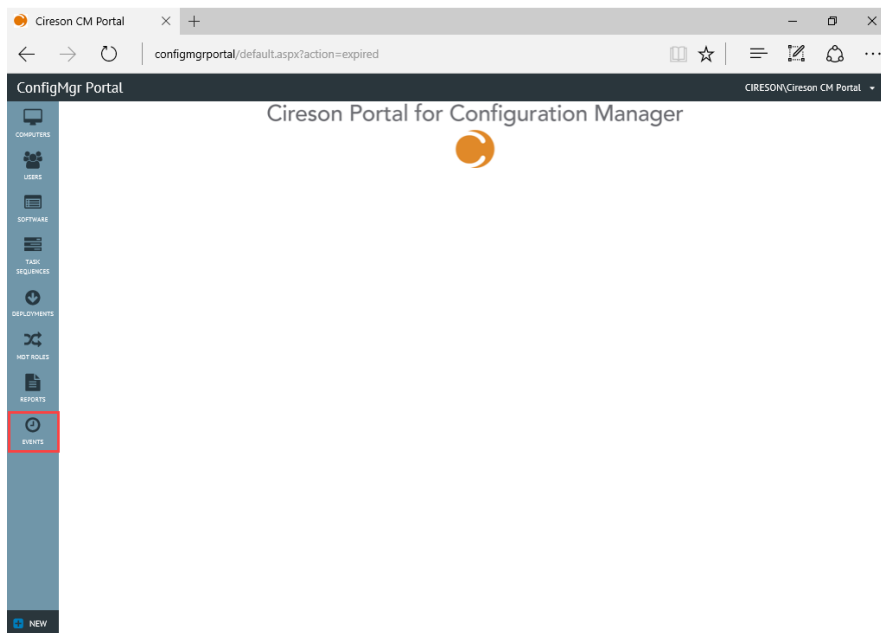 Cireson CM Portal
configmgrportal/default.aspx?action=expired
ConfigMgr Portal
CIRESON\Cireson CM Portal
Cireson Portal for Configuration Manager
COMPUTERS
USERS
SOFTWARE
TASK
SEQUENCES
DEPLOYMENTS
MDT ROLES
REPORTS
EVENTS
NEW